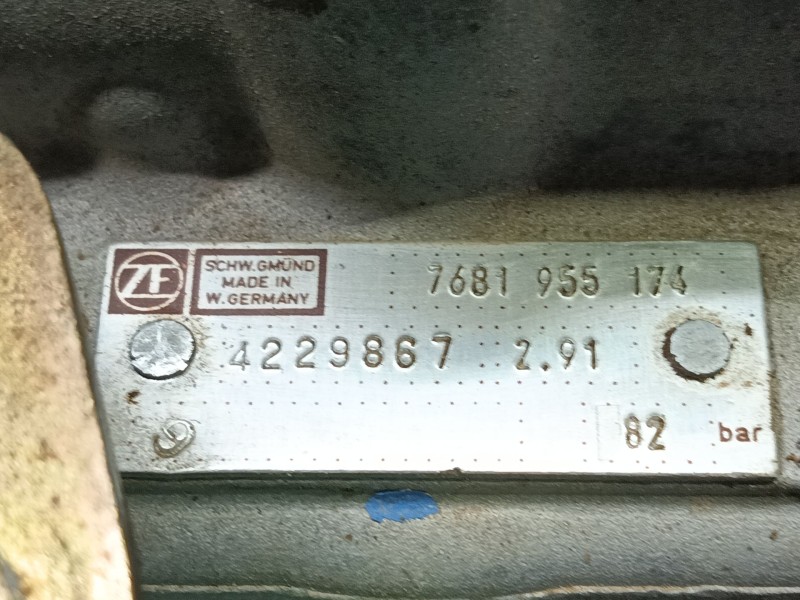 ZF
SCHW.GMÜND
MADE IN
W.GERMANY
7681 955 174
4229867 2.91
82 bar